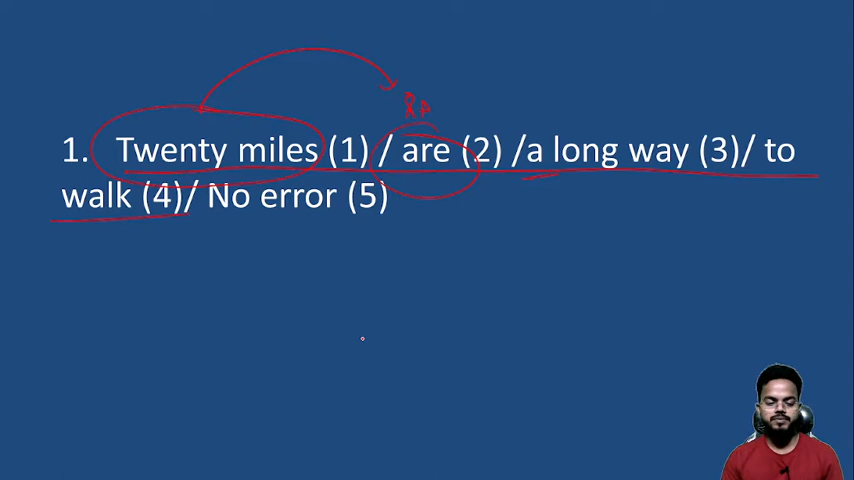 1. Twenty miles (1) / are (2) /a long way (3)/ to
walk (4)/ No error (5)